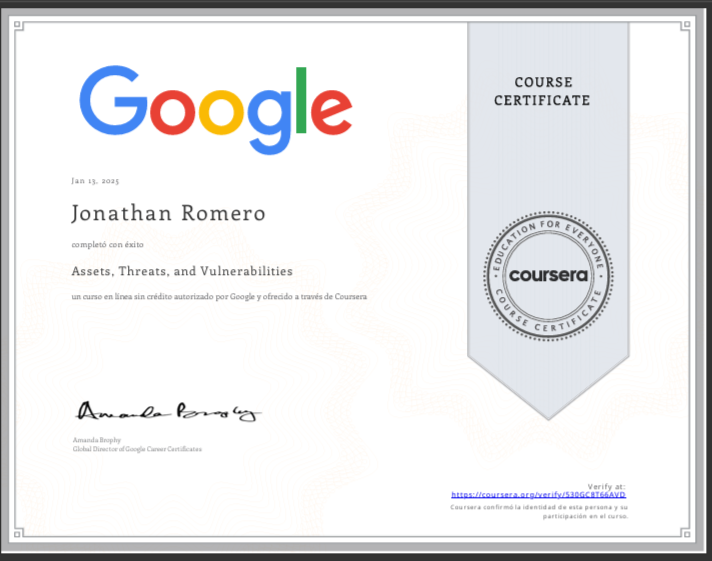 Google
COURSE
CERTIFICATE
Jan 13, 2025
Jonathan Romero
completó con éxito
Assets, Threats, and Vulnerabilities
un curso en línea sin crédito autorizado por Google y ofrecido a través de Coursera
EDUCATION FOR EVERYONE
coursera
COURSE CERTIFICATE
Amanda Brophy
Amanda Brophy
Global Director of Google Career Certificates
Verify at:
https://coursera.org/verify/530GCBT66AVD
Coursera confirmó la identidad de esta persona y su
participación en el curso.